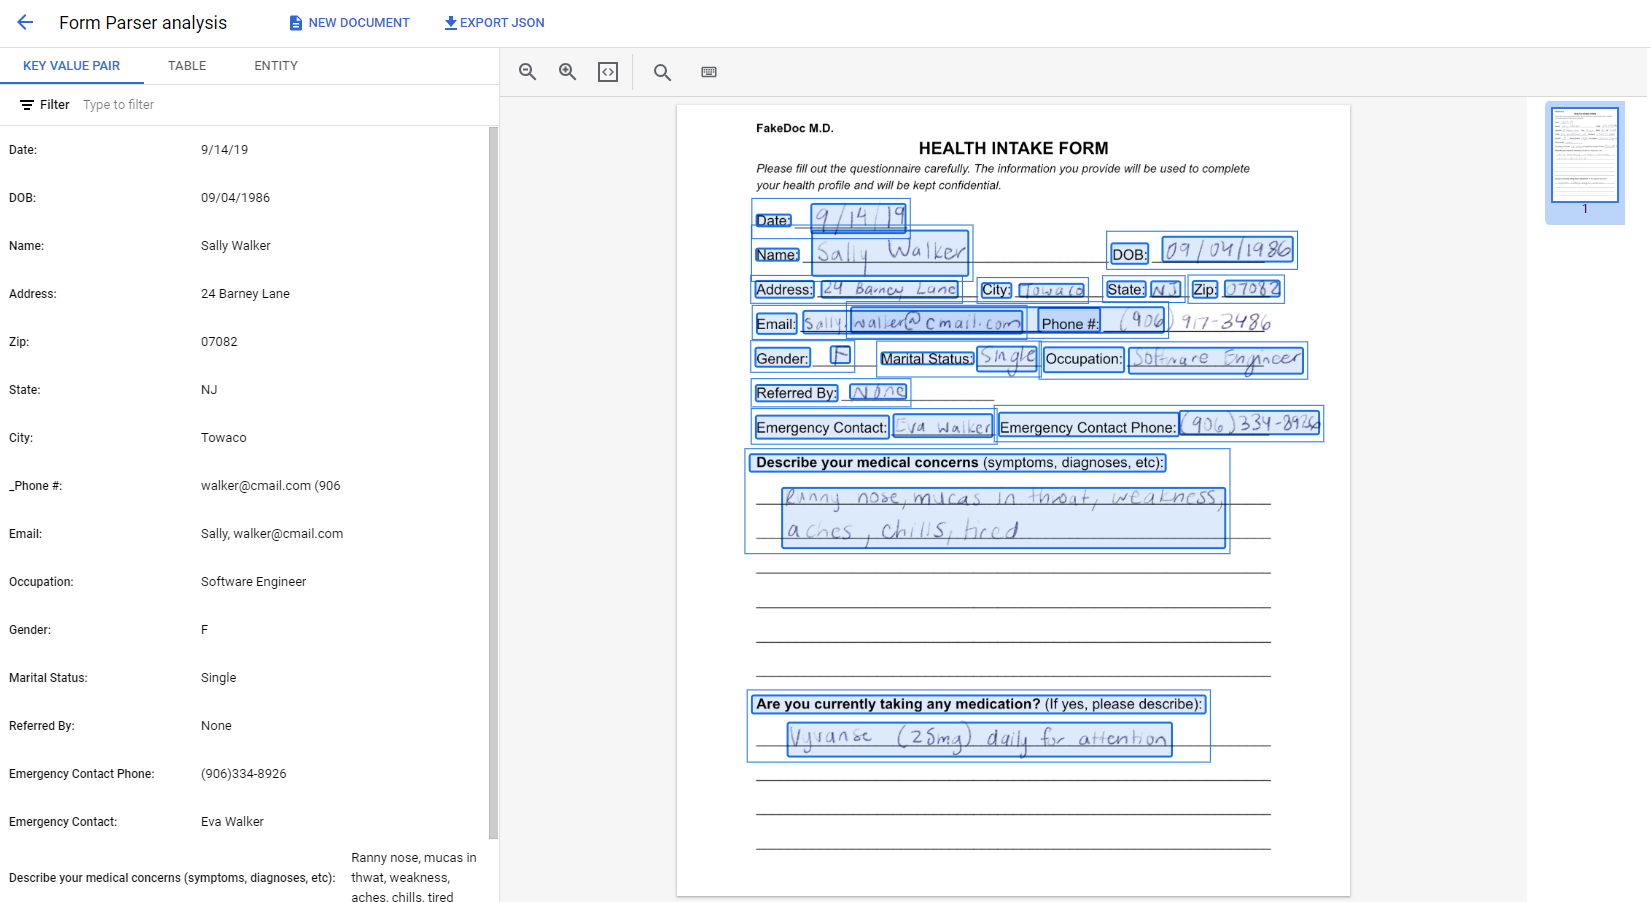 Form Parser analysis NEW DOCUMENT EXPORT JSON
KEY VALUE PAIR TABLE ENTITY
Filter Type to filter
Date: 9/14/19
DOB: 09/04/1986
Name: Sally Walker
Address: 24 Barney Lane
Zip: 07082
State: NJ
City: Towaco
_Phone #: walker@cmail.com (906
Email: Sally, walker@cmail.com
Occupation: Software Engineer
Gender: F
Marital Status: Single
Referred By: None
Emergency Contact Phone: (906)334-8926
Emergency Contact: Eva Walker
Describe your medical concerns (symptoms, diagnoses, etc): Ranny nose, mucas in
thwat, weakness,
aches, chills, tired
FakeDoc M.D.
HEALTH INTAKE FORM
Please fill out the questionnaire carefully. The information you provide will be used to complete
your health profile and will be kept confidential.
Date: 9/14/19
Name: Sally Walker DOB: 09/04/1986
Address: 24 Barney Lane City: Towaco State: NJ Zip: 07082
Email: Sally.walker@cmail.com Phone #: (906) 917-3486
Gender: F Marital Status: Single Occupation: Software Engineer
Referred By: None
Emergency Contact: Eva Walker Emergency Contact Phone: (906)334-8926
Describe your medical concerns (symptoms, diagnoses, etc):
Runny nose, mucas in throat, weakness,
aches, chills, tired
Are you currently taking any medication? (If yes, please describe):
Vyvanse (25mg) daily for attention
1